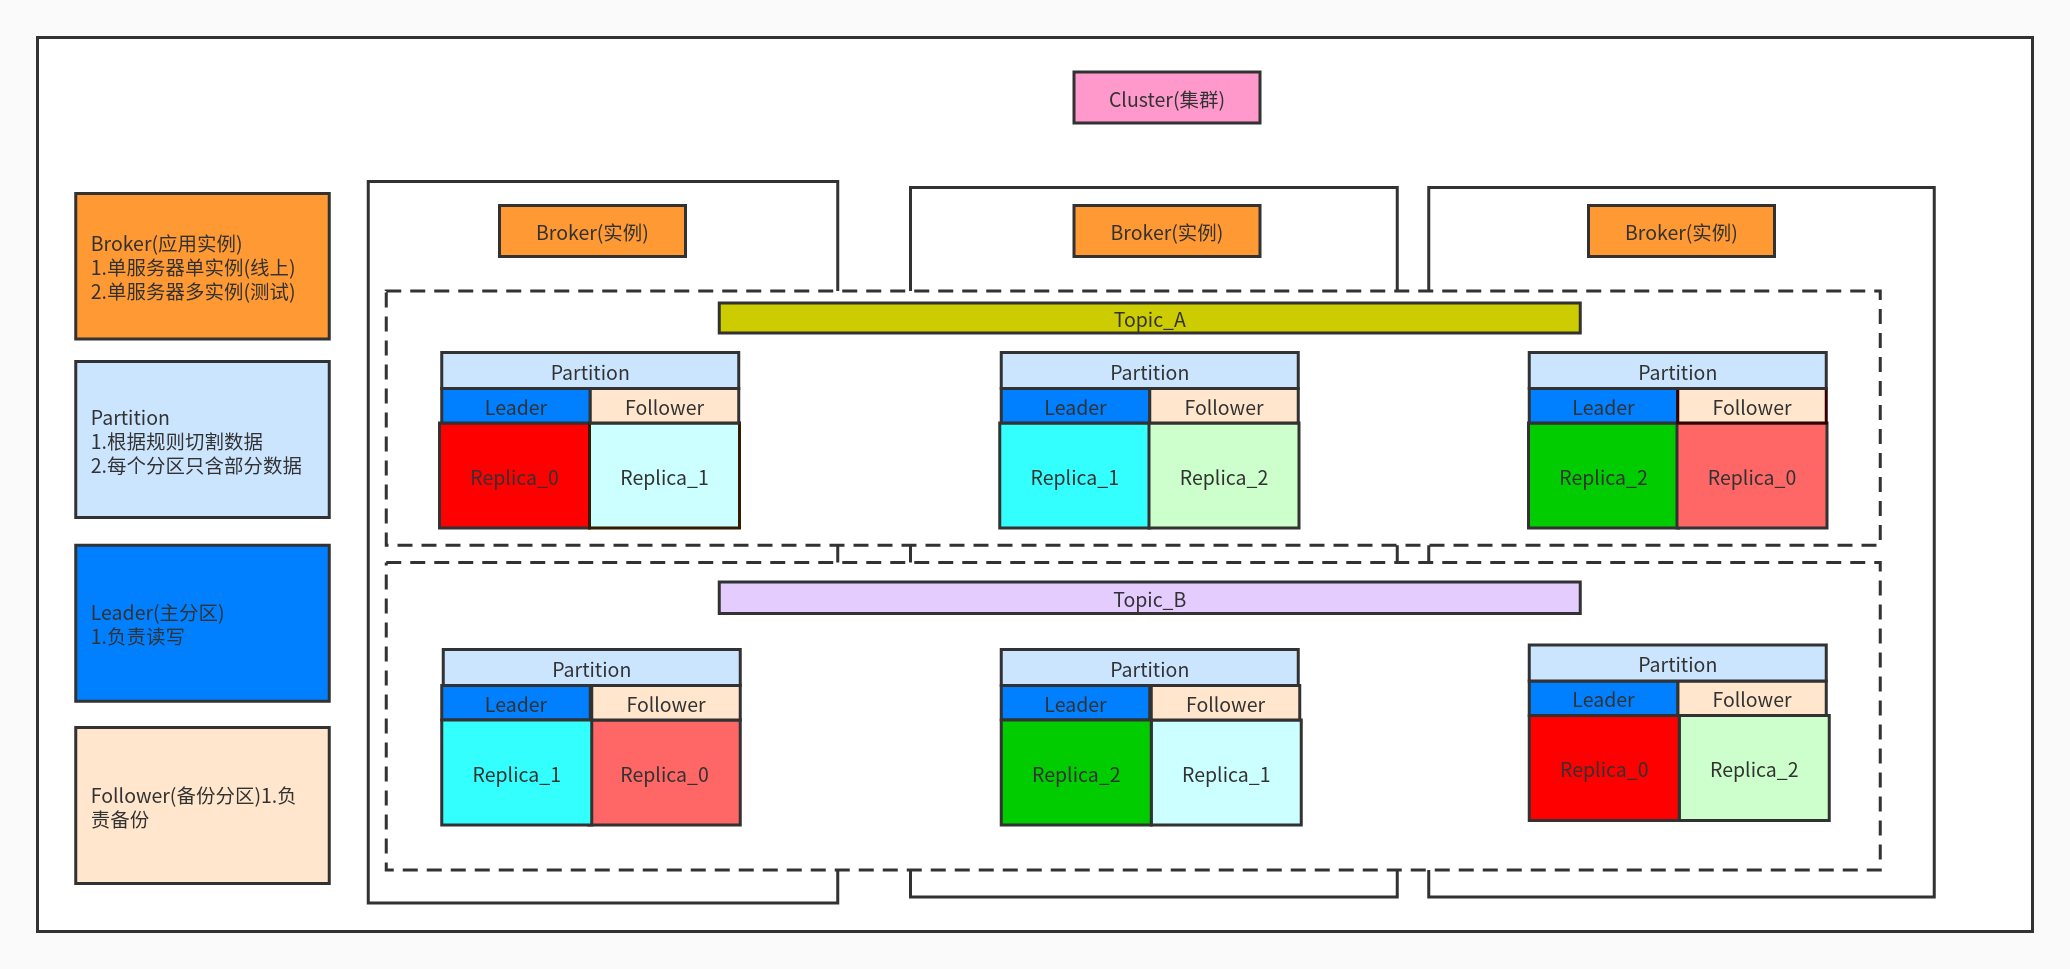 Cluster(集群)
Broker(应用实例)
1.单服务器单实例(线上)
2.单服务器多实例(测试)
Partition
1.根据规则切割数据
2.每个分区只含部分数据
Leader(主分区)
1.负责读写
Follower(备份分区)1.负
责备份
Broker(实例)
Broker(实例)
Broker(实例)
Topic_A
Partition
Leader
Follower
Replica_0
Replica_1
Partition
Leader
Follower
Replica_1
Replica_2
Partition
Leader
Follower
Replica_2
Replica_0
Topic_B
Partition
Leader
Follower
Replica_1
Replica_0
Partition
Leader
Follower
Replica_2
Replica_1
Partition
Leader
Follower
Replica_0
Replica_2